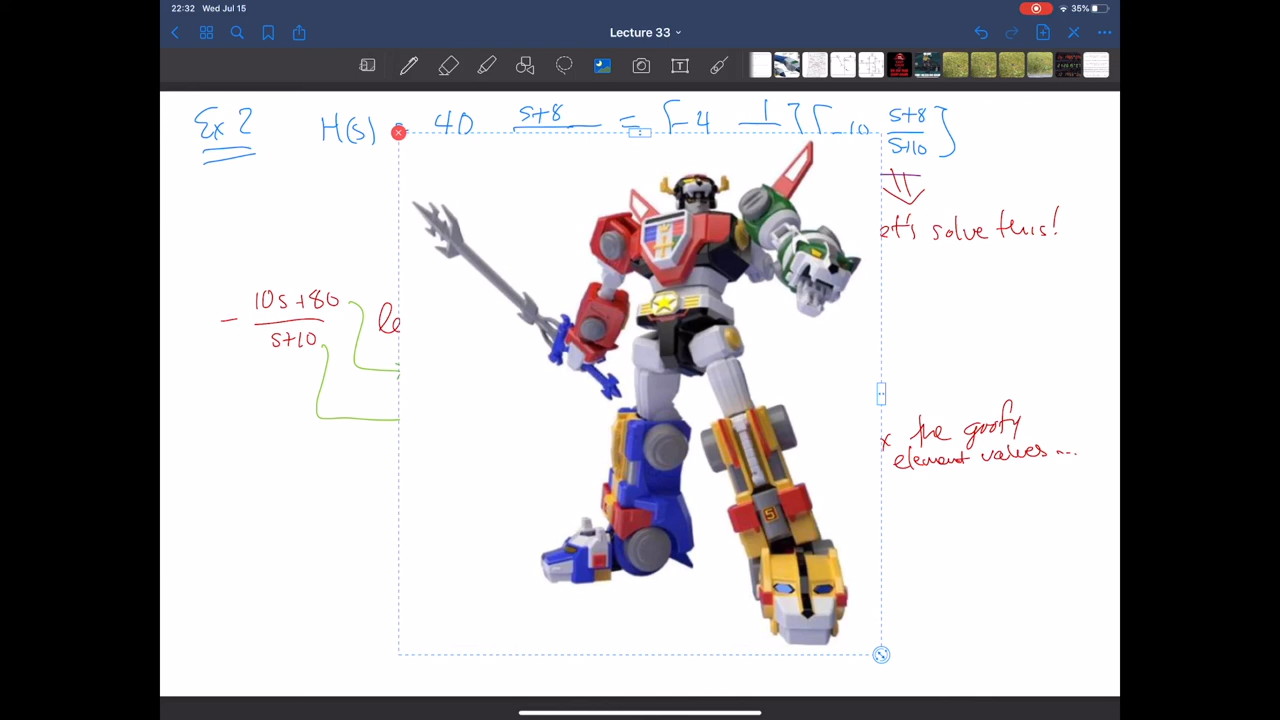 22:32 Wed Jul 15
35%
Lecture 33
Ex 2 H(s) = 40 s+8 = [-4 1 ] [-10 s+8 / s+10 ]
et's solve this!
- 10s+80 / s+10
the goofy
element values ...
5